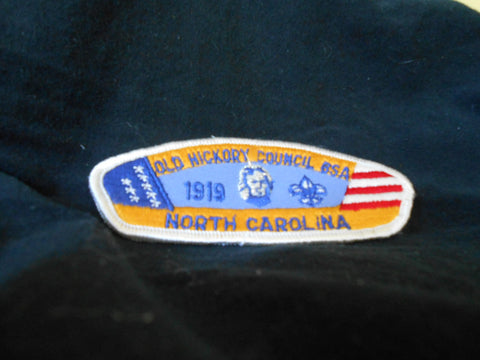 OLD HICKORY COUNCIL BSA
1919
NORTH CAROLINA